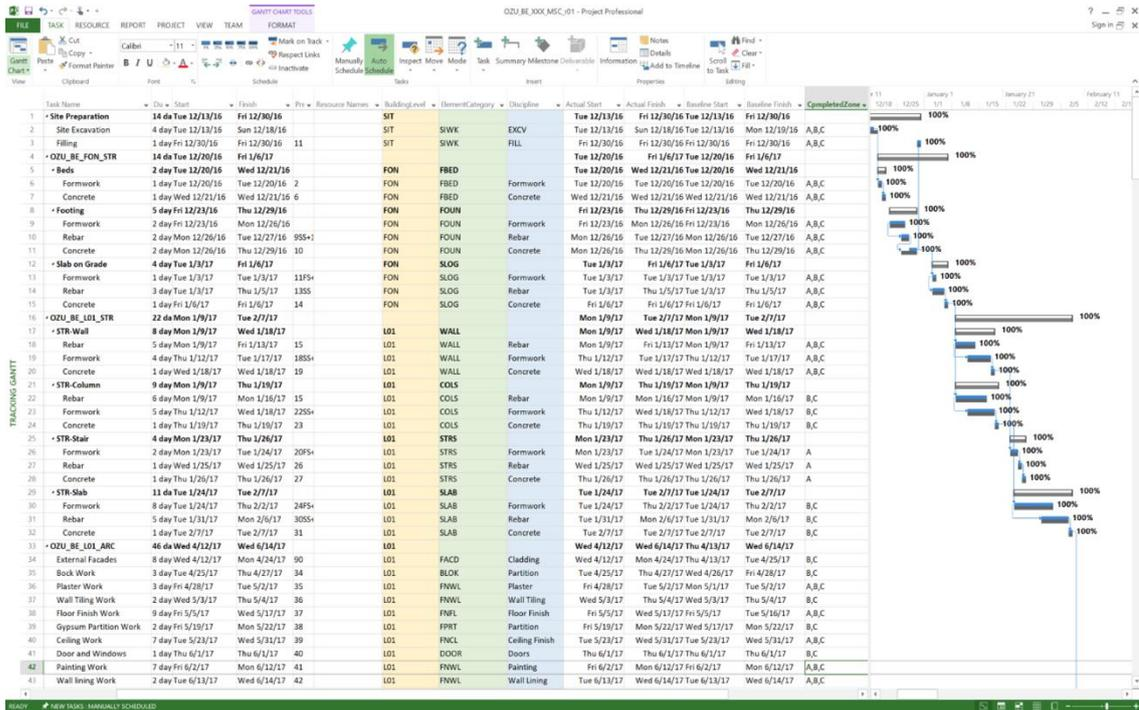 OZU_BE_XXX_MSC_r01 - Project Professional
GANTT CHART TOOLS
Sign in
FILE TASK RESOURCE REPORT PROJECT VIEW TEAM FORMAT
Gantt Chart
Paste
Cut
Copy
Format Painter
Calibri 11
B I U
Mark on Track
Respect Links
Inactivate
Manually Schedule
Auto Schedule
Inspect Move Mode
Task Summary Milestone Deliverable
Information
Notes
Details
Add to Timeline
Scroll to Task
Find
Clear
Fill
View Clipboard Font Schedule Tasks Insert Properties Editing
Task Name Du Start Finish Pre Resource Names BuildingLevel ElementCategory Discipline Actual Start Actual Finish Baseline Start Baseline Finish CpmpletedZone
January 1 January 21 February 11
12/18 12/25 1/1 1/8 1/15 1/22 1/29 2/5 2/12
1 Site Preparation 14 da Tue 12/13/16 Fri 12/30/16 SIT Tue 12/13/16 Fri 12/30/16 Tue 12/13/16 Fri 12/30/16 100%
2 Site Excavation 4 day Tue 12/13/16 Sun 12/18/16 SIT SIWK EXCV Tue 12/13/16 Sun 12/18/16 Tue 12/13/16 Mon 12/19/16 A,B,C 100%
3 Filling 1 day Fri 12/30/16 Fri 12/30/16 11 SIT SIWK FILL Fri 12/30/16 Fri 12/30/16 Fri 12/30/16 Fri 12/30/16 A,B,C 100%
4 OZU_BE_FON_STR 14 da Tue 12/20/16 Fri 1/6/17 Tue 12/20/16 Fri 1/6/17 Tue 12/20/16 Fri 1/6/17 100%
5 Beds 2 day Tue 12/20/16 Wed 12/21/16 FON FBED Tue 12/20/16 Wed 12/21/16 Tue 12/20/16 Wed 12/21/16 100%
6 Formwork 1 day Tue 12/20/16 Tue 12/20/16 2 FON FBED Formwork Tue 12/20/16 Tue 12/20/16 Tue 12/20/16 Tue 12/20/16 A,B,C 100%
7 Concrete 1 day Wed 12/21/16 Wed 12/21/16 6 FON FBED Concrete Wed 12/21/16 Wed 12/21/16 Wed 12/21/16 Wed 12/21/16 A,B,C 100%
8 Footing 5 day Fri 12/23/16 Thu 12/29/16 FON FOUN Fri 12/23/16 Thu 12/29/16 Fri 12/23/16 Thu 12/29/16 100%
9 Formwork 2 day Fri 12/23/16 Mon 12/26/16 FON FOUN Formwork Fri 12/23/16 Mon 12/26/16 Fri 12/23/16 Mon 12/26/16 A,B,C 100%
10 Rebar 2 day Mon 12/26/16 Tue 12/27/16 9SS+1 FON FOUN Rebar Mon 12/26/16 Tue 12/27/16 Mon 12/26/16 Tue 12/27/16 A,B,C 100%
11 Concrete 2 day Mon 12/26/16 Thu 12/29/16 10 FON FOUN Concrete Mon 12/26/16 Thu 12/29/16 Mon 12/26/16 Thu 12/29/16 A,B,C 100%
12 Slab on Grade 4 day Tue 1/3/17 Fri 1/6/17 FON SLOG Tue 1/3/17 Fri 1/6/17 Tue 1/3/17 Fri 1/6/17 100%
13 Formwork 1 day Tue 1/3/17 Tue 1/3/17 11FS+ FON SLOG Formwork Tue 1/3/17 Tue 1/3/17 Tue 1/3/17 Tue 1/3/17 A,B,C 100%
14 Rebar 3 day Tue 1/3/17 Thu 1/5/17 13SS FON SLOG Rebar Tue 1/3/17 Thu 1/5/17 Tue 1/3/17 Thu 1/5/17 A,B,C 100%
15 Concrete 1 day Fri 1/6/17 Fri 1/6/17 14 FON SLOG Concrete Fri 1/6/17 Fri 1/6/17 Fri 1/6/17 Fri 1/6/17 A,B,C 100%
16 OZU_BE_L01_STR 22 da Mon 1/9/17 Tue 2/7/17 Mon 1/9/17 Tue 2/7/17 Mon 1/9/17 Tue 2/7/17 100%
17 STR-Wall 8 day Mon 1/9/17 Wed 1/18/17 L01 WALL Mon 1/9/17 Wed 1/18/17 Mon 1/9/17 Wed 1/18/17 100%
18 Rebar 5 day Mon 1/9/17 Fri 1/13/17 15 L01 WALL Rebar Mon 1/9/17 Fri 1/13/17 Mon 1/9/17 Fri 1/13/17 A,B,C 100%
19 Formwork 4 day Thu 1/12/17 Tue 1/17/17 18SS+ L01 WALL Formwork Thu 1/12/17 Tue 1/17/17 Thu 1/12/17 Tue 1/17/17 A,B,C 100%
20 Concrete 1 day Wed 1/18/17 Wed 1/18/17 19 L01 WALL Concrete Wed 1/18/17 Wed 1/18/17 Wed 1/18/17 Wed 1/18/17 A,B,C 100%
21 STR-Column 9 day Mon 1/9/17 Thu 1/19/17 L01 COLS Mon 1/9/17 Thu 1/19/17 Mon 1/9/17 Thu 1/19/17 100%
22 Rebar 6 day Mon 1/9/17 Mon 1/16/17 15 L01 COLS Rebar Mon 1/9/17 Mon 1/16/17 Mon 1/9/17 Mon 1/16/17 B,C 100%
23 Formwork 5 day Thu 1/12/17 Wed 1/18/17 22SS+ L01 COLS Formwork Thu 1/12/17 Wed 1/18/17 Thu 1/12/17 Wed 1/18/17 B,C 100%
24 Concrete 1 day Thu 1/19/17 Thu 1/19/17 23 L01 COLS Concrete Thu 1/19/17 Thu 1/19/17 Thu 1/19/17 Thu 1/19/17 B,C 100%
25 STR-Stair 4 day Mon 1/23/17 Thu 1/26/17 L01 STRS Mon 1/23/17 Thu 1/26/17 Mon 1/23/17 Thu 1/26/17 100%
26 Formwork 2 day Mon 1/23/17 Tue 1/24/17 20FS+ L01 STRS Formwork Mon 1/23/17 Tue 1/24/17 Mon 1/23/17 Tue 1/24/17 A 100%
27 Rebar 1 day Wed 1/25/17 Wed 1/25/17 26 L01 STRS Rebar Wed 1/25/17 Wed 1/25/17 Wed 1/25/17 Wed 1/25/17 A 100%
28 Concrete 1 day Thu 1/26/17 Thu 1/26/17 27 L01 STRS Concrete Thu 1/26/17 Thu 1/26/17 Thu 1/26/17 Thu 1/26/17 A 100%
29 STR-Slab 11 da Tue 1/24/17 Tue 2/7/17 L01 SLAB Tue 1/24/17 Tue 2/7/17 Tue 1/24/17 Tue 2/7/17 100%
30 Formwork 8 day Tue 1/24/17 Thu 2/2/17 24FS+ L01 SLAB Formwork Tue 1/24/17 Thu 2/2/17 Tue 1/24/17 Thu 2/2/17 B,C 100%
31 Rebar 5 day Tue 1/31/17 Mon 2/6/17 30SS+ L01 SLAB Rebar Tue 1/31/17 Mon 2/6/17 Tue 1/31/17 Mon 2/6/17 B,C 100%
32 Concrete 1 day Tue 2/7/17 Tue 2/7/17 31 L01 SLAB Concrete Tue 2/7/17 Tue 2/7/17 Tue 2/7/17 Tue 2/7/17 B,C 100%
33 OZU_BE_L01_ARC 46 da Wed 4/12/17 Wed 6/14/17 L01 Wed 4/12/17 Wed 6/14/17 Thu 4/13/17 Wed 6/14/17
34 External Facades 8 day Wed 4/12/17 Mon 4/24/17 90 L01 FACD Cladding Wed 4/12/17 Mon 4/24/17 Thu 4/13/17 Mon 4/24/17 B,C
35 Bock Work 3 day Tue 4/25/17 Thu 4/27/17 34 L01 BLOK Partition Tue 4/25/17 Thu 4/27/17 Wed 4/26/17 Fri 4/28/17 B,C
36 Plaster Work 3 day Fri 4/28/17 Tue 5/2/17 35 L01 FNWL Plaster Fri 4/28/17 Tue 5/2/17 Mon 5/1/17 Tue 5/2/17 A,B,C
37 Wall Tiling Work 2 day Wed 5/3/17 Thu 5/4/17 36 L01 FNWL Wall Tiling Wed 5/3/17 Thu 5/4/17 Wed 5/3/17 Thu 5/4/17 B,C
38 Floor Finish Work 9 day Fri 5/5/17 Wed 5/17/17 37 L01 FNFL Floor Finish Fri 5/5/17 Wed 5/17/17 Fri 5/5/17 Tue 5/16/17 A,B,C
39 Gypsum Partition Work 2 day Fri 5/19/17 Mon 5/22/17 38 L01 FPRT Partition Fri 5/19/17 Mon 5/22/17 Wed 5/17/17 Mon 5/22/17 B,C
40 Ceiling Work 7 day Tue 5/23/17 Wed 5/31/17 39 L01 FNCL Ceiling Finish Tue 5/23/17 Wed 5/31/17 Tue 5/23/17 Wed 5/31/17 A,B,C
41 Door and Windows 1 day Thu 6/1/17 Thu 6/1/17 40 L01 DOOR Doors Thu 6/1/17 Thu 6/1/17 Thu 6/1/17 Thu 6/1/17 B,C
42 Painting Work 7 day Fri 6/2/17 Mon 6/12/17 41 L01 FNWL Painting Fri 6/2/17 Mon 6/12/17 Fri 6/2/17 Mon 6/12/17 A,B,C
43 Wall lining Work 2 day Tue 6/13/17 Wed 6/14/17 42 L01 FNWL Wall Lining Tue 6/13/17 Wed 6/14/17 Tue 6/13/17 Wed 6/14/17 A,B,C
TRACKING GANTT
READY NEW TASKS : MANUALLY SCHEDULED